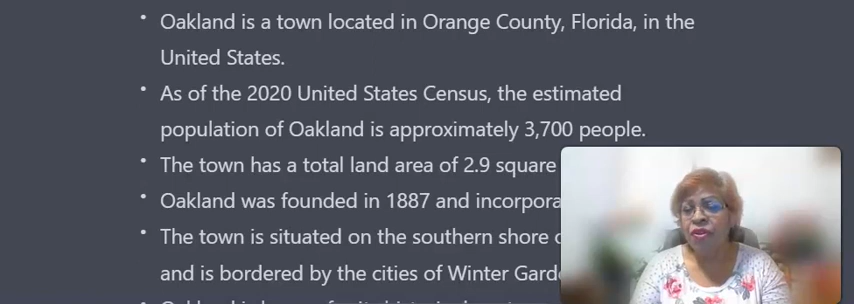 • Oakland is a town located in Orange County, Florida, in the
United States.
• As of the 2020 United States Census, the estimated
population of Oakland is approximately 3,700 people.
• The town has a total land area of 2.9 square
• Oakland was founded in 1887 and
• The town is situated on the southern shore
and is bordered by the cities of Winter